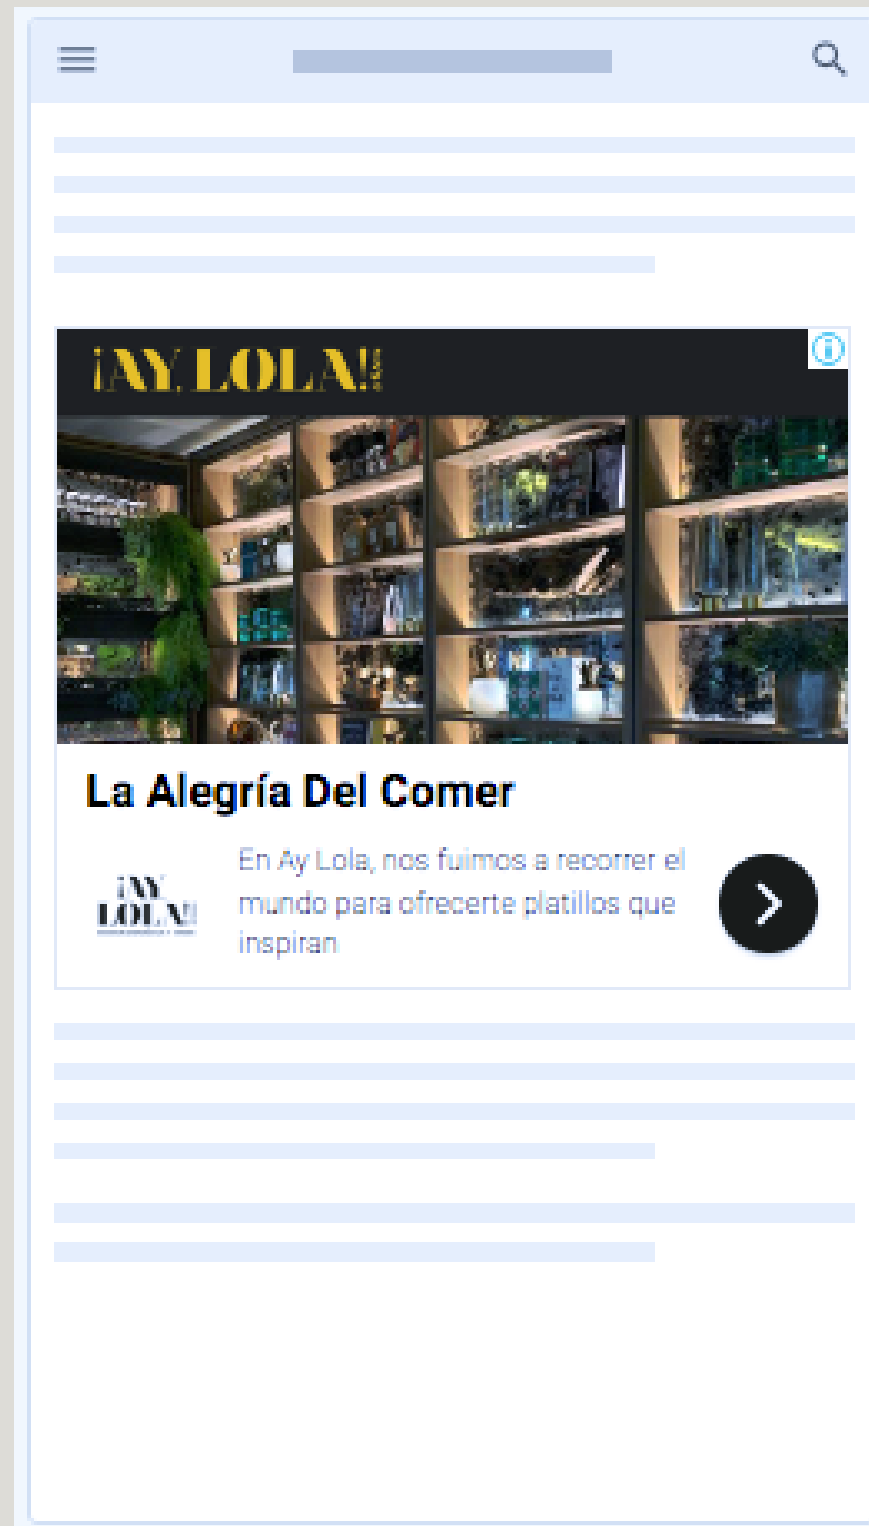 ¡AY, LOLA!
La Alegría Del Comer
En Ay Lola, nos fuimos a recorrer el
mundo para ofrecerte platillos que
inspiran
¡AY
LOLA!